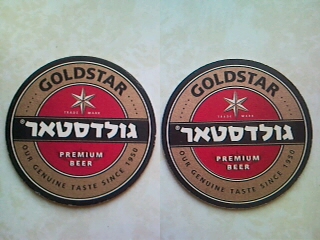 GOLDSTAR
TRADE MARK
גולדסטאר®
PREMIUM
BEER
OUR GENUINE TASTE SINCE 1950
GOLDSTAR
TRADE MARK
גולדסטאר®
PREMIUM
BEER
OUR GENUINE TASTE SINCE 1950